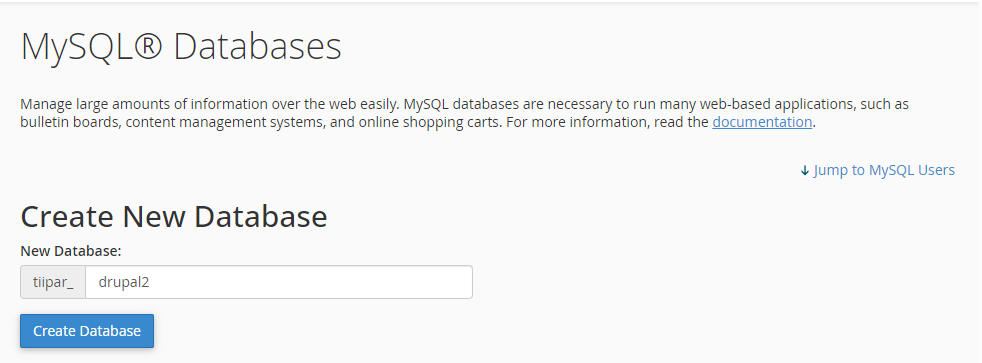 MySQL® Databases
Manage large amounts of information over the web easily. MySQL databases are necessary to run many web-based applications, such as
bulletin boards, content management systems, and online shopping carts. For more information, read the documentation.
Jump to MySQL Users
Create New Database
New Database:
tiipar_ drupal2
Create Database